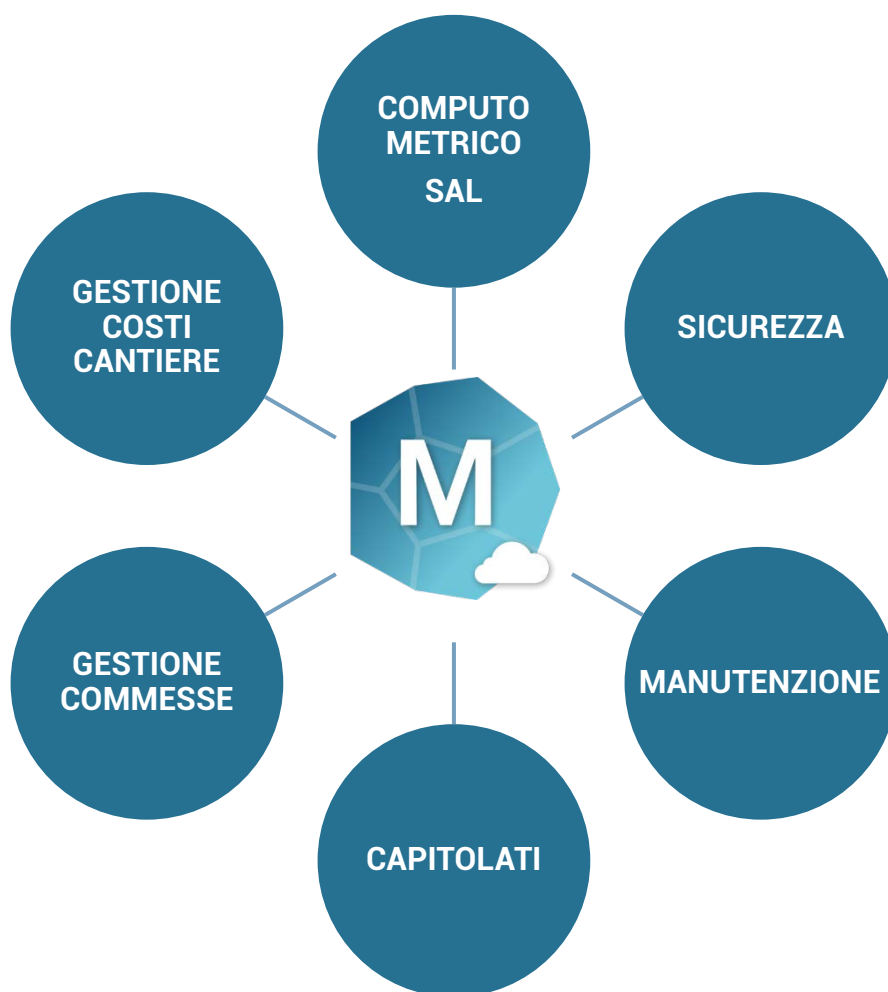 COMPUTO
METRICO
SAL
GESTIONE
COSTI
CANTIERE
SICUREZZA
M
GESTIONE
COMMESSE
MANUTENZIONE
CAPITOLATI